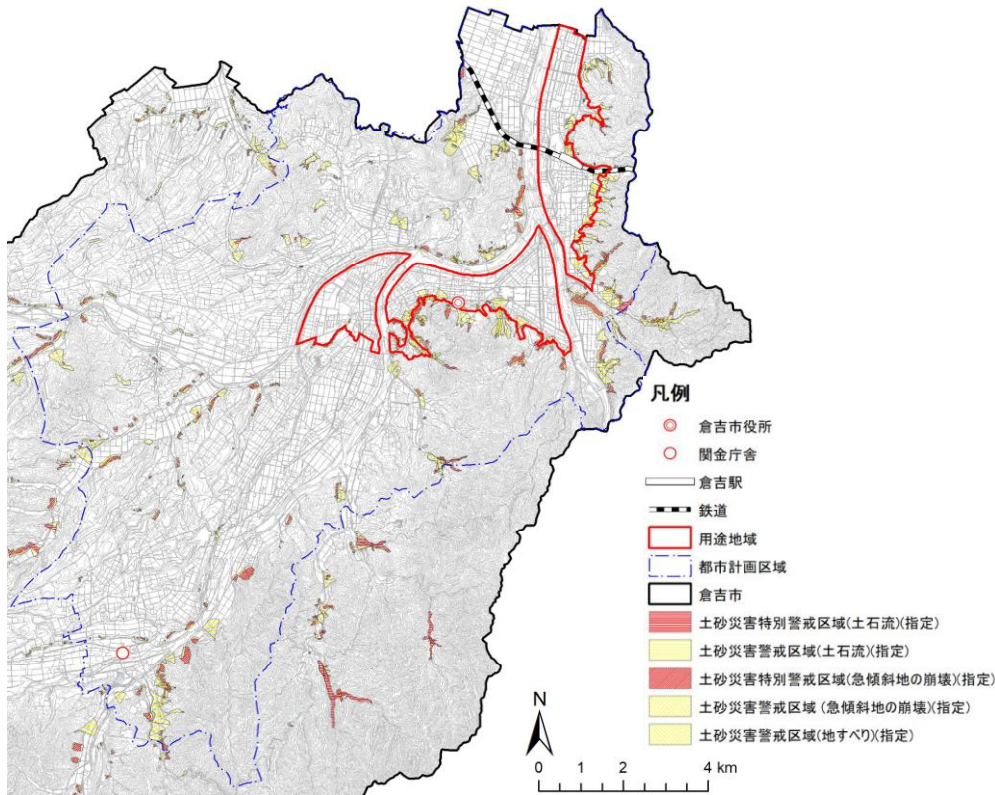 凡例
倉吉市役所
関金庁舎
倉吉駅
鉄道
用途地域
都市計画区域
倉吉市
土砂災害特別警戒区域(土石流)(指定)
土砂災害警戒区域(土石流)(指定)
土砂災害特別警戒区域(急傾斜地の崩壊)(指定)
土砂災害警戒区域 (急傾斜地の崩壊)(指定)
土砂災害警戒区域(地すべり)(指定)
N
0 1 2 4 km